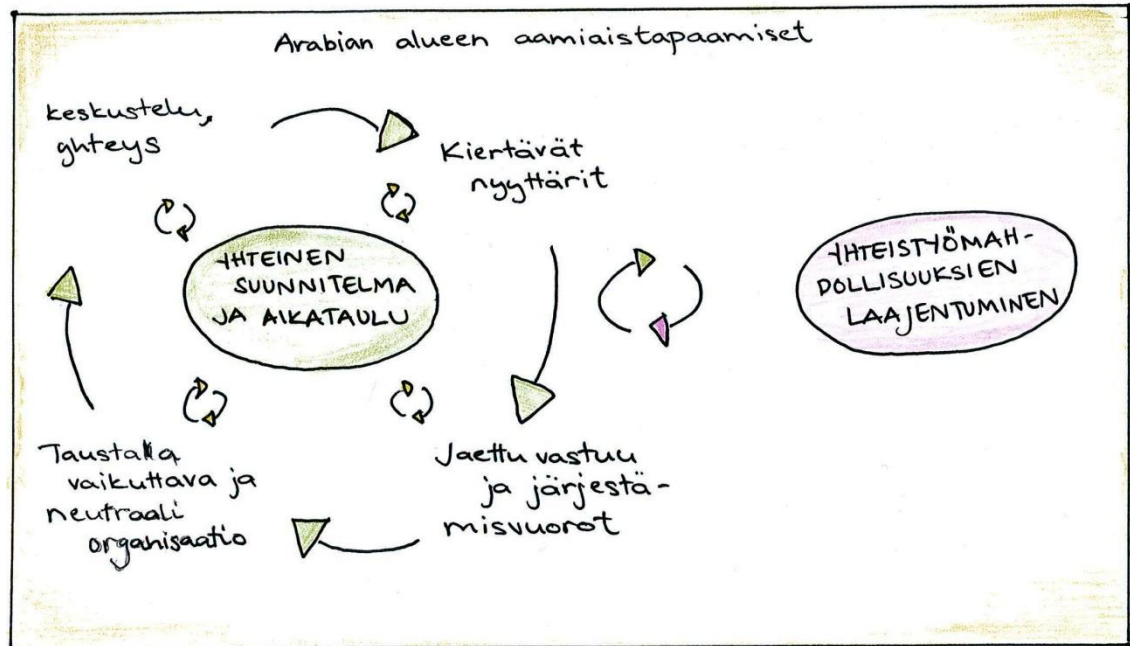 Arabian alueen aamiaistapaamiset
keskustelu,
yhteys
Kiertävät
nyyttärit
YHTEINEN
SUUNNITELMA
JA AIKATAULU
YHTEISTYÖMAH-
DOLLISUUKSIEN
LAAJENTUMINEN
Taustalla
vaikuttava ja
neutraali
organisaatio
Jaettu vastuu
ja järjestä-
misvuorot